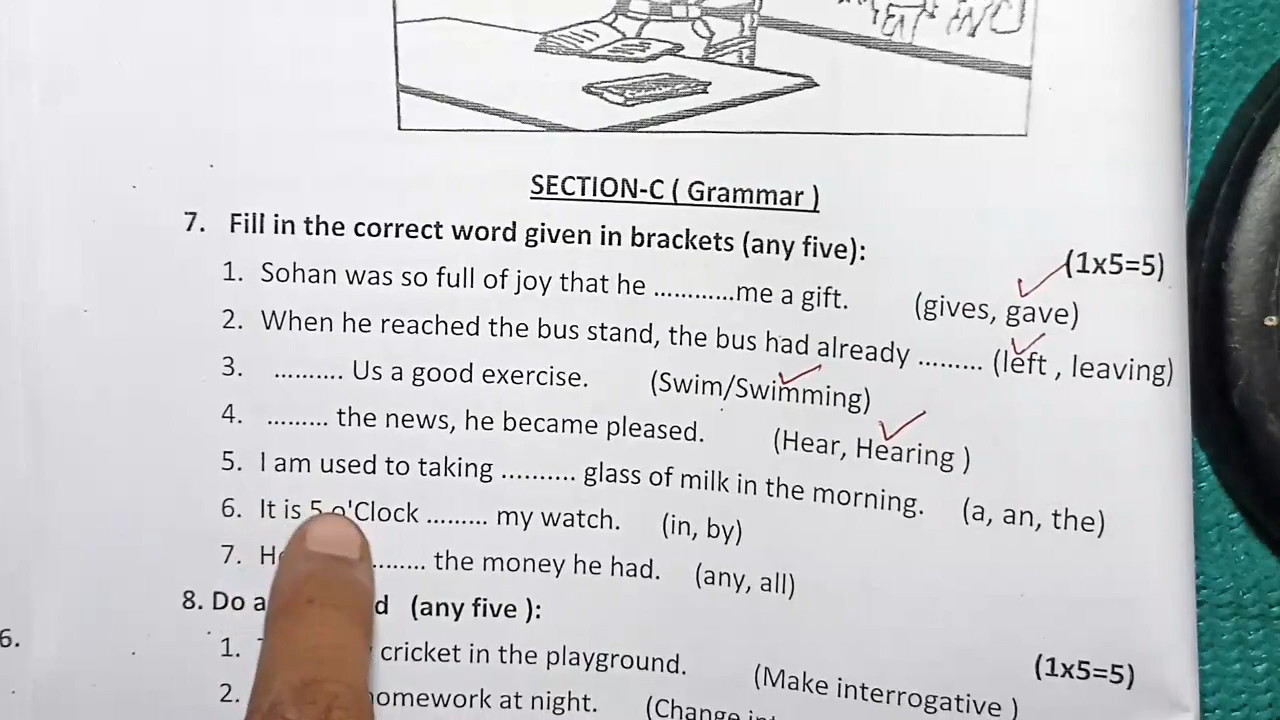 SECTION-C ( Grammar )
7. Fill in the correct word given in brackets (any five): (1x5=5)
1. Sohan was so full of joy that he ............me a gift. (gives, gave)
2. When he reached the bus stand, the bus had already ......... (left , leaving)
3. .......... Us a good exercise. (Swim/Swimming)
4. ......... the news, he became pleased. (Hear, Hearing )
5. I am used to taking .......... glass of milk in the morning. (a, an, the)
6. It is 5 o'Clock ......... my watch. (in, by)
7. ........ the money he had. (any, all)
8. Do (any five ): (1x5=5)
1. cricket in the playground. (Make interrogative )
2. homework at night. (Change
6.